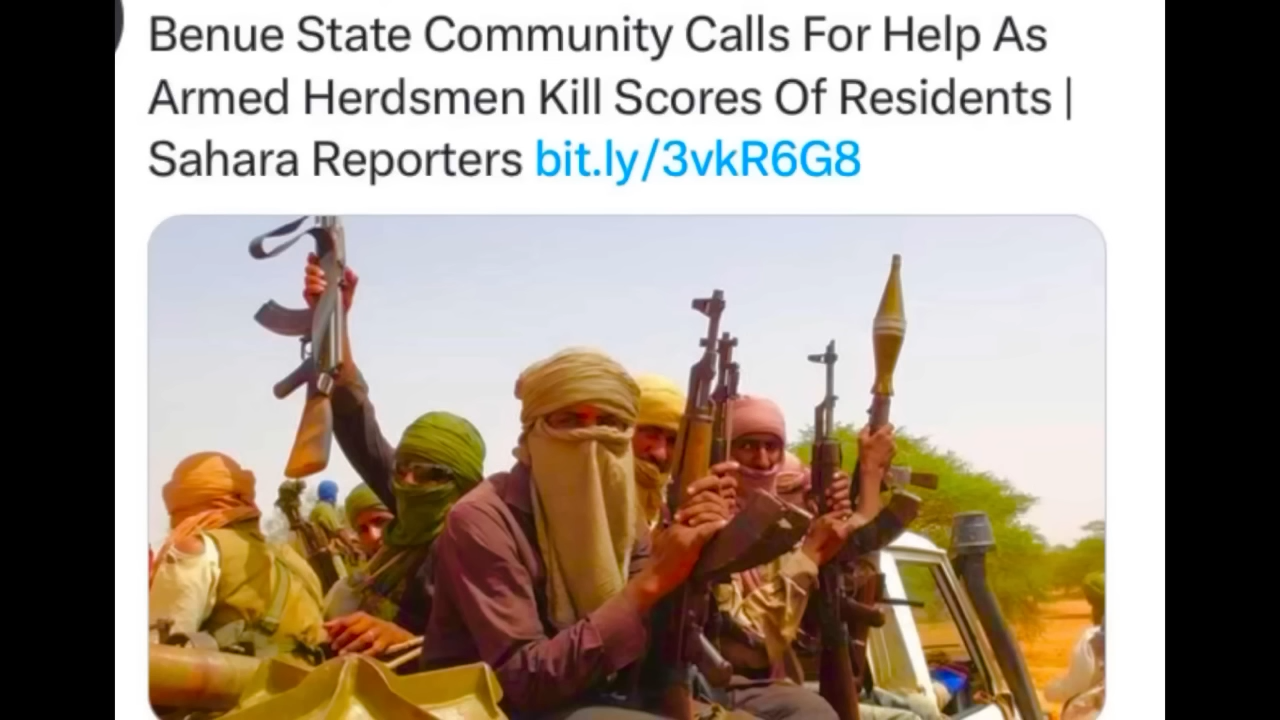 Benue State Community Calls For Help As
Armed Herdsmen Kill Scores Of Residents |
Sahara Reporters bit.ly/3vkR6G8